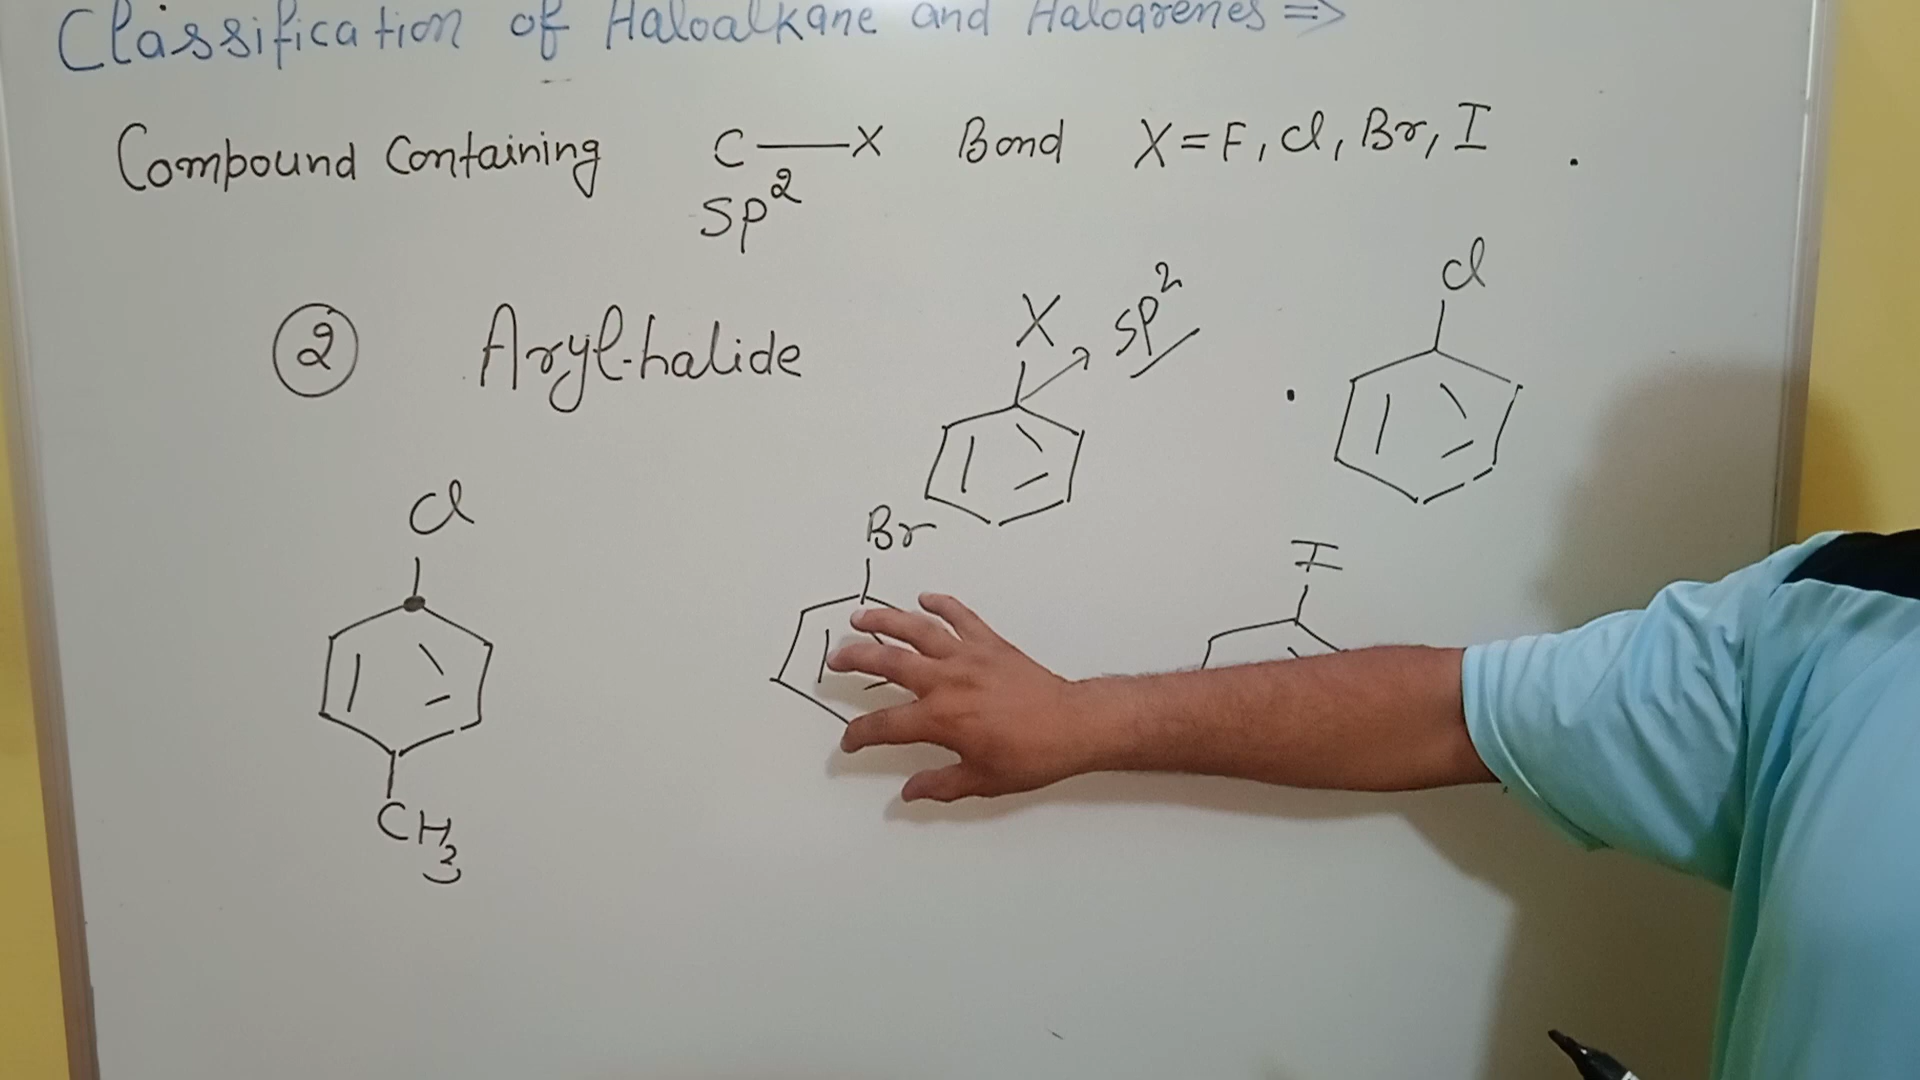 Classification of Haloalkane and Haloarenes ⇒
Compound Containing C—X Bond X = F, Cl, Br, I .
Sp²
② Aryl-halide
X
Sp²
Cl
Cl
CH₃
Br
I